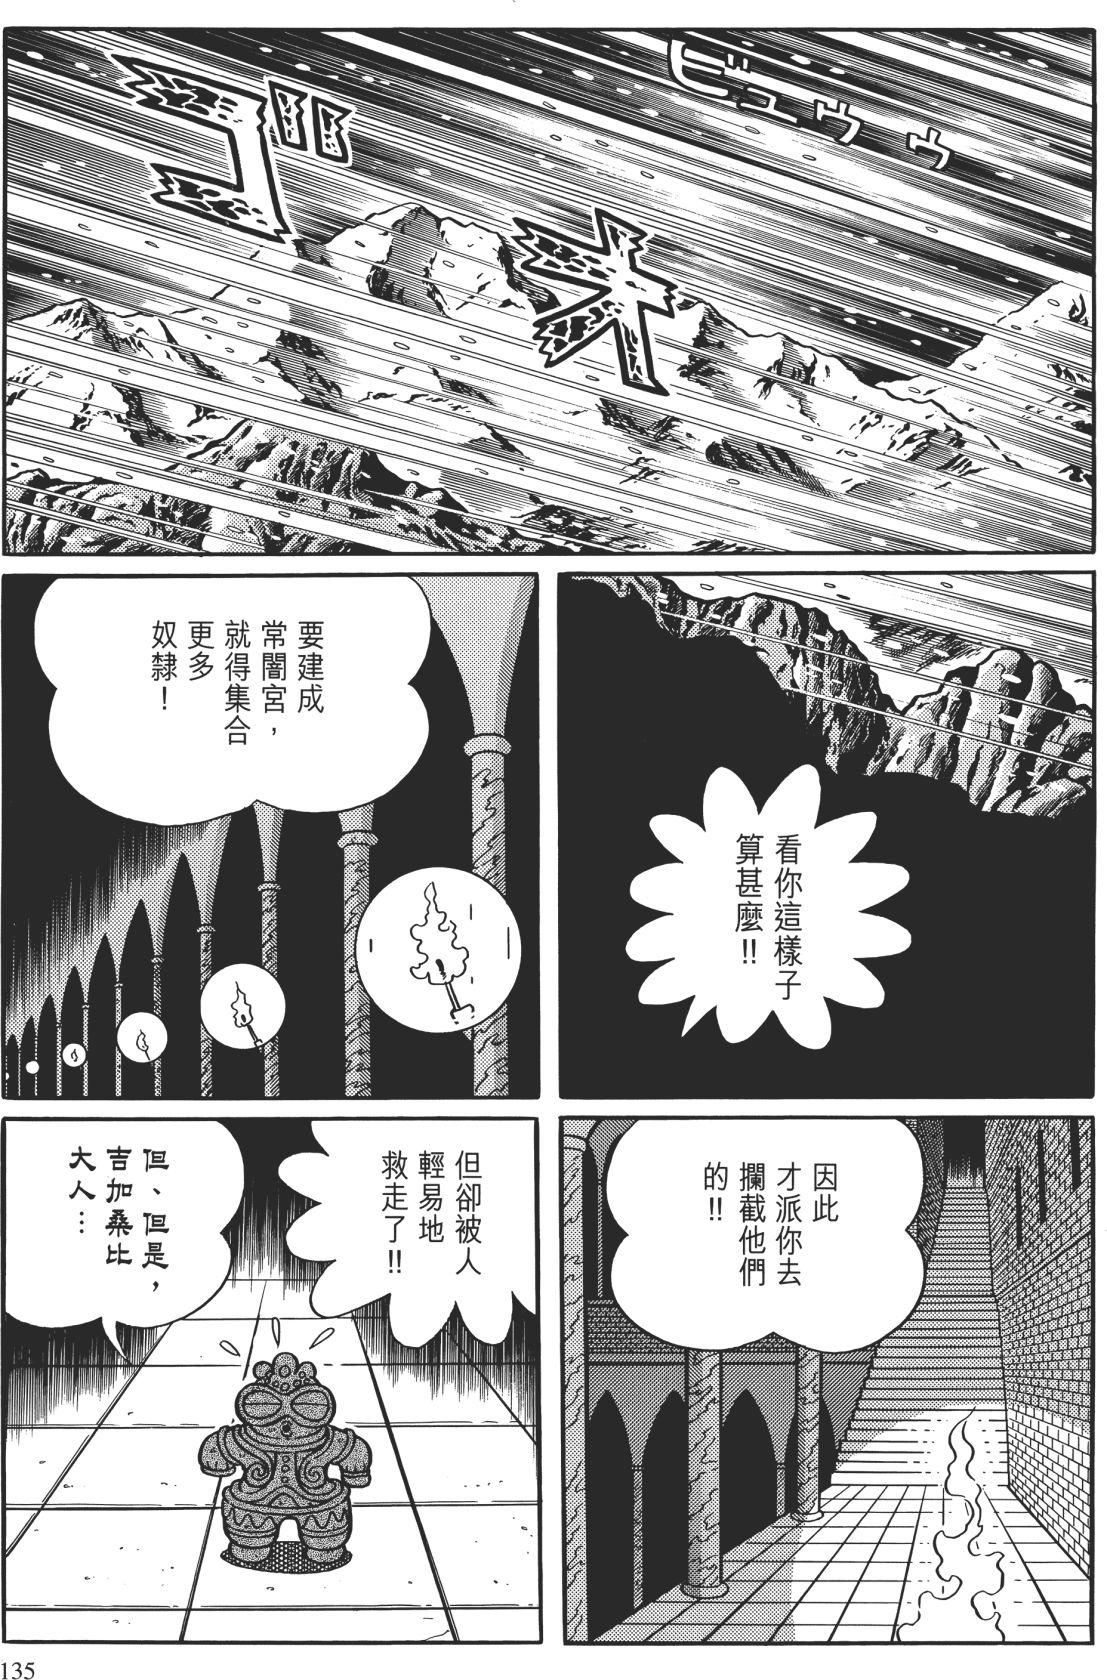 ビュウゥゥ
ゴオ
看你這樣子
算甚麼!!
要建成
常闇宮，
就得集合
更多
奴隸！
因此
才派你去
攔截他們
的!!
但卻被人
輕易地
救走了!!
但、但是，
吉加桑比
大人…
135